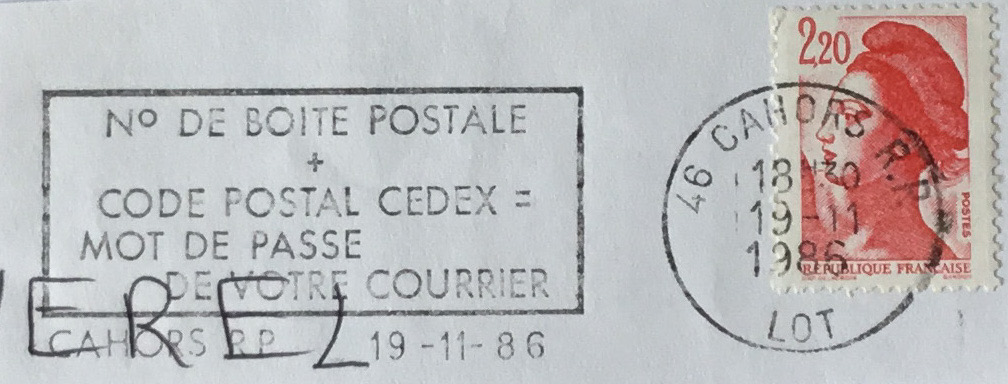 Nº DE BOITE POSTALE
+
CODE POSTAL CEDEX =
MOT DE PASSE
DE VOTRE COURRIER
CAHORS R.P. 19-11-86
EREL
46 CAHORS R.P.
18H30
19-11
1986
LOT
2,20
POSTES
RÉPUBLIQUE FRANÇAISE